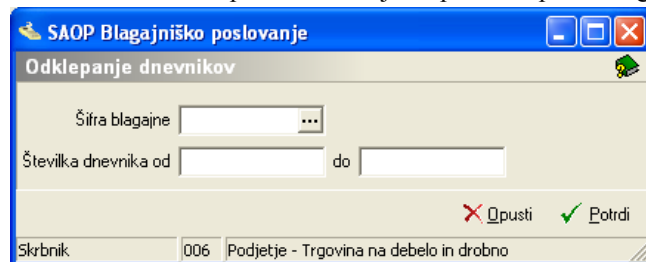 SAOP Blagajniško poslovanje
Odklepanje dnevnikov
Šifra blagajne ...
Številka dnevnika od do
Opusti Potrdi
Skrbnik 006 Podjetje - Trgovina na debelo in drobno